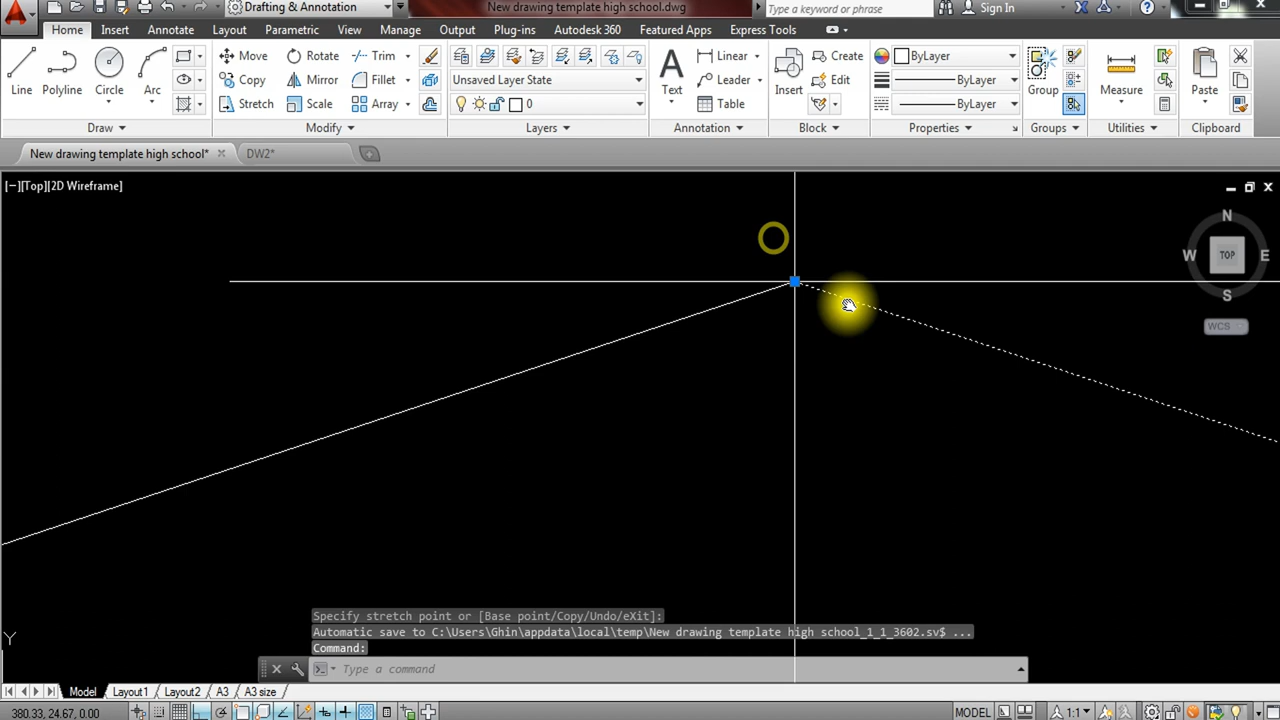 Drafting & Annotation
New drawing template high school.dwg
Type a keyword or phrase
Sign In
Home Insert Annotate Layout Parametric View Manage Output Plug-ins Autodesk 360 Featured Apps Express Tools
Line
Polyline
Circle
Arc
Draw
Move Rotate Trim
Copy Mirror Fillet
Stretch Scale Array
Modify
Unsaved Layer State
0
Layers
Text
Linear
Leader
Table
Annotation
Insert
Create
Edit
Block
ByLayer
ByLayer
ByLayer
Properties
Group
Groups
Measure
Utilities
Paste
Clipboard
New drawing template high school* DW2*
[−][Top][2D Wireframe]
N
W TOP E
S
WCS
Y
Specify stretch point or [Base point/Copy/Undo/eXit]:
Automatic save to C:\Users\Ghin\appdata\local\temp\New drawing template high school_1_1_3602.sv$ ...
Command:
Type a command
Model Layout1 Layout2 A3 A3 size
380.33, 24.67, 0.00
MODEL
1:1